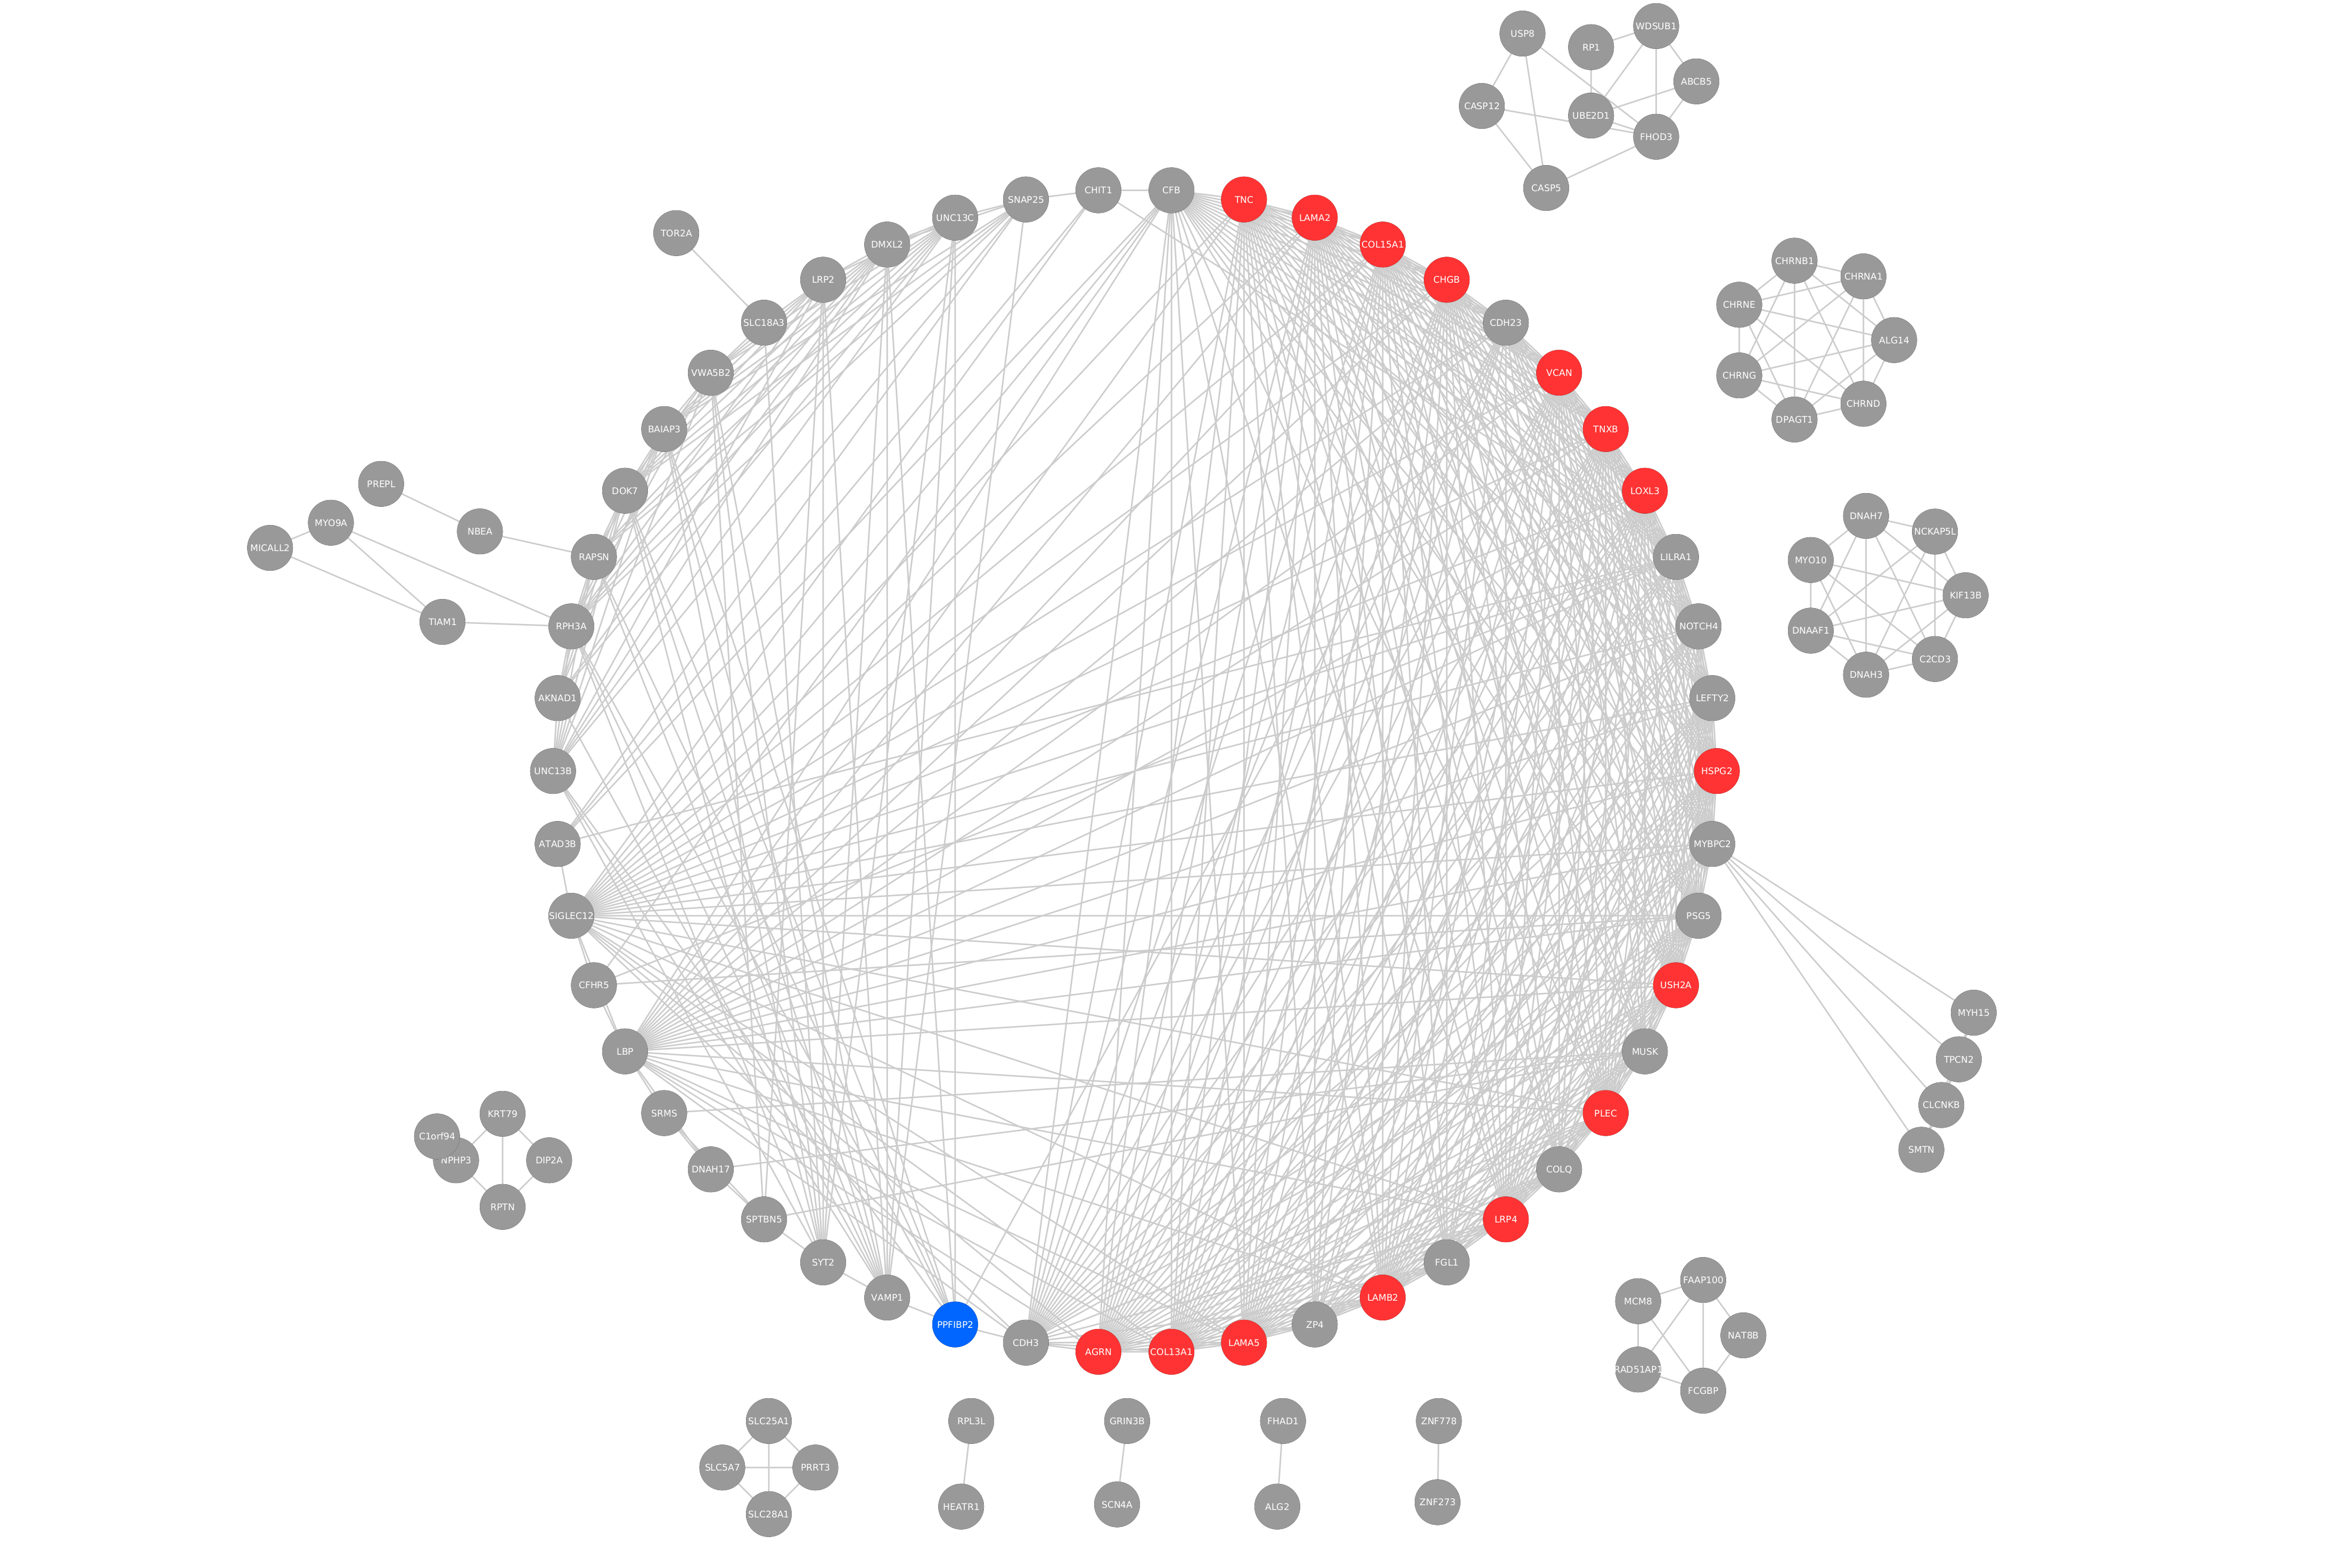 WDSUB1
USP8
RP1
ABCB5
CASP12
UBE2D1
FHOD3
CASP5
CHIT1
CFB
SNAP25
TNC
UNC13C
LAMA2
TOR2A
DMXL2
COL15A1
CHRNB1
CHRNA1
LRP2
CHGB
CHRNE
SLC18A3
CDH23
ALG14
VWA5B2
VCAN
CHRNG
CHRND
DPAGT1
BAIAP3
TNXB
PREPL
DOK7
LOXL3
DNAH7
MYO9A
NBEA
NCKAP5L
MICALL2
RAPSN
LILRA1
MYO10
KIF13B
TIAM1
RPH3A
NOTCH4
DNAAF1
C2CD3
DNAH3
AKNAD1
LEFTY2
UNC13B
HSPG2
ATAD3B
MYBPC2
SIGLEC12
PSG5
CFHR5
USH2A
MYH15
LBP
MUSK
TPCN2
CLCNKB
KRT79
SRMS
PLEC
C1orf94
SMTN
NPHP3
DIP2A
DNAH17
COLQ
RPTN
SPTBN5
LRP4
SYT2
FGL1
FAAP100
VAMP1
LAMB2
MCM8
PPFIBP2
ZP4
NAT8B
CDH3
LAMA5
AGRN
COL13A1
RAD51AP1
FCGBP
SLC25A1
RPL3L
GRIN3B
FHAD1
ZNF778
SLC5A7
PRRT3
SLC28A1
HEATR1
SCN4A
ALG2
ZNF273